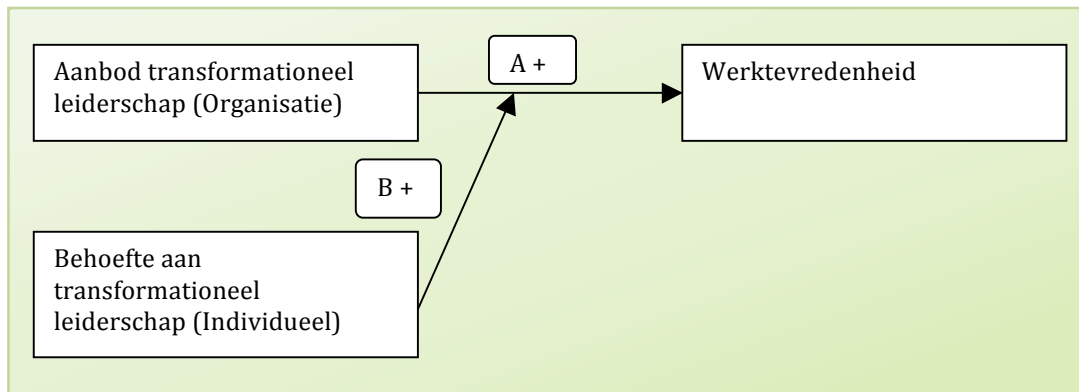 Aanbod transformationeel
leiderschap (Organisatie)
A +
Werktevredenheid
B +
Behoefte aan
transformationeel
leiderschap (Individueel)